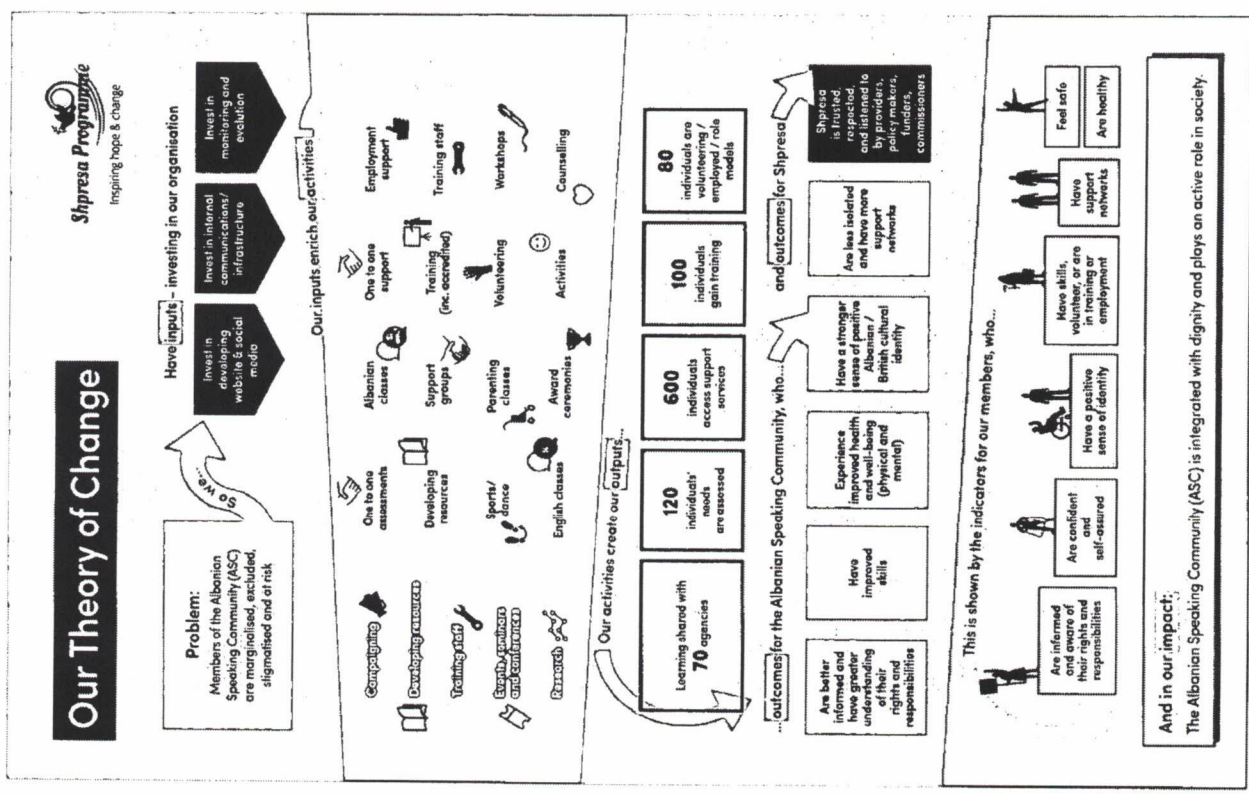 Our Theory of Change
Shpresa Programme
Inspiring hope & change
Problem:
Members of the Albanian
Speaking Community (ASC)
are marginalised, excluded,
stigmatised and at risk
So we...
Have inputs – investing in our organisation
Invest in
developing
website & social
media
Invest in internal
communications/
infrastructure
Invest in
monitoring and
evolution
Our inputs enrich our activities
Campaigning
Developing resources
Training staff
Events, seminars
and conferences
Research
One to one
assessments
Albanian
classes
One to one
support
Employment
support
Developing
resources
Support
groups
Training
(inc. accredited)
Training staff
Sports/
dance
Parenting
classes
Volunteering
Workshops
English classes
Award
ceremonies
Activities
Counselling
Our activities create our outputs...
Learning shared with
70 agencies
120
individuals'
needs
are assessed
600
individuals
access support
services
100
individuals
gain training
80
individuals are
volunteering /
employed / role
models
...outcomes for the Albanian Speaking Community, who...
and outcomes for Shpresa
Are better
informed and
have greater
understanding
of their
rights and
responsibilities
Have
improved
skills
Experience
improved health
and well-being
(physical and
mental)
Have a stronger
sense of positive
Albanian /
British cultural
identity
Are less isolated
and have more
support
networks
Shpresa
is trusted,
respected,
and listened to
by providers,
policy makers,
funders,
commissioners
This is shown by the indicators for our members, who...
Are informed
and aware of
their rights and
responsibilities
Are confident
and
self-assured
Have a positive
sense of identity
Have skills,
volunteer, or are
in training or
employment
Have
support
networks
Feel safe
Are healthy
And in our impact:
The Albanian Speaking Community (ASC) is integrated with dignity and plays an active role in society.